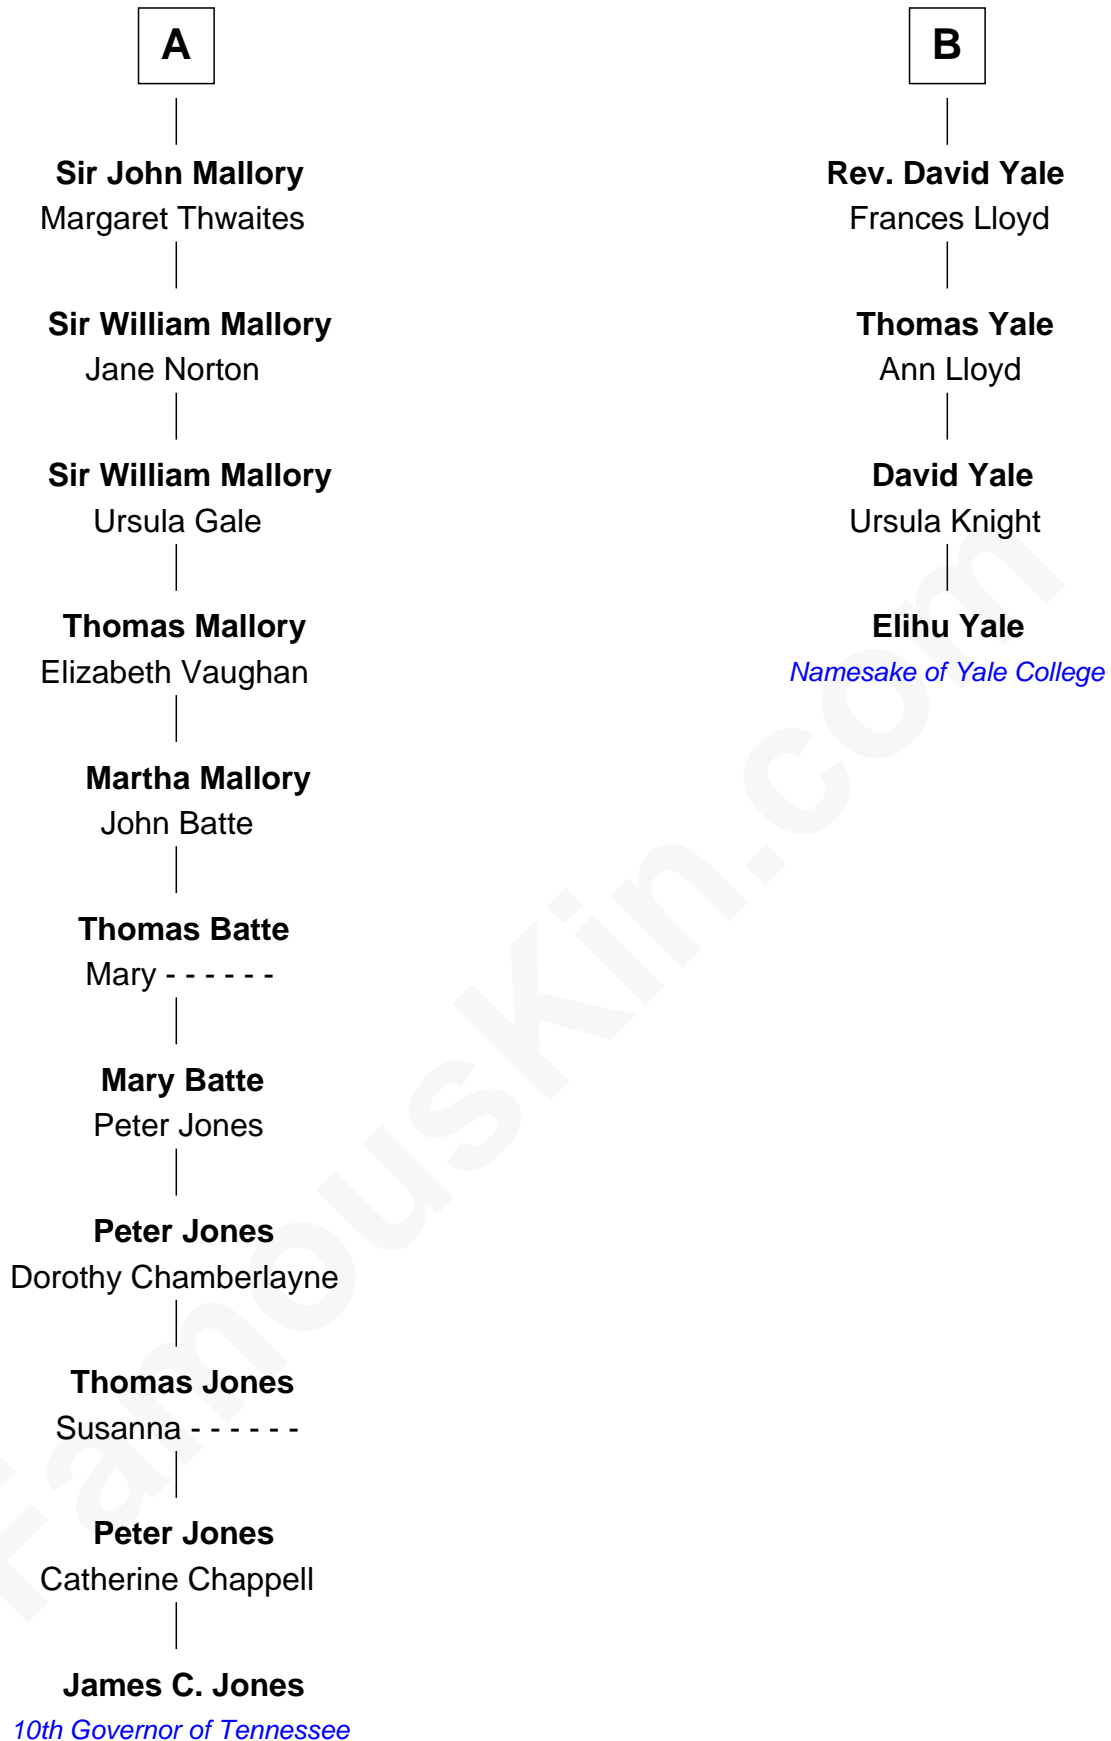 A
Sir John Mallory
Margaret Thwaites
Sir William Mallory
Jane Norton
Sir William Mallory
Ursula Gale
Thomas Mallory
Elizabeth Vaughan
Martha Mallory
John Batte
Thomas Batte
Mary - - - - - -
Mary Batte
Peter Jones
Peter Jones
Dorothy Chamberlayne
Thomas Jones
Susanna - - - - - -
Peter Jones
Catherine Chappell
James C. Jones
10th Governor of Tennessee
B
Rev. David Yale
Frances Lloyd
Thomas Yale
Ann Lloyd
David Yale
Ursula Knight
Elihu Yale
Namesake of Yale College
FamousKin.com